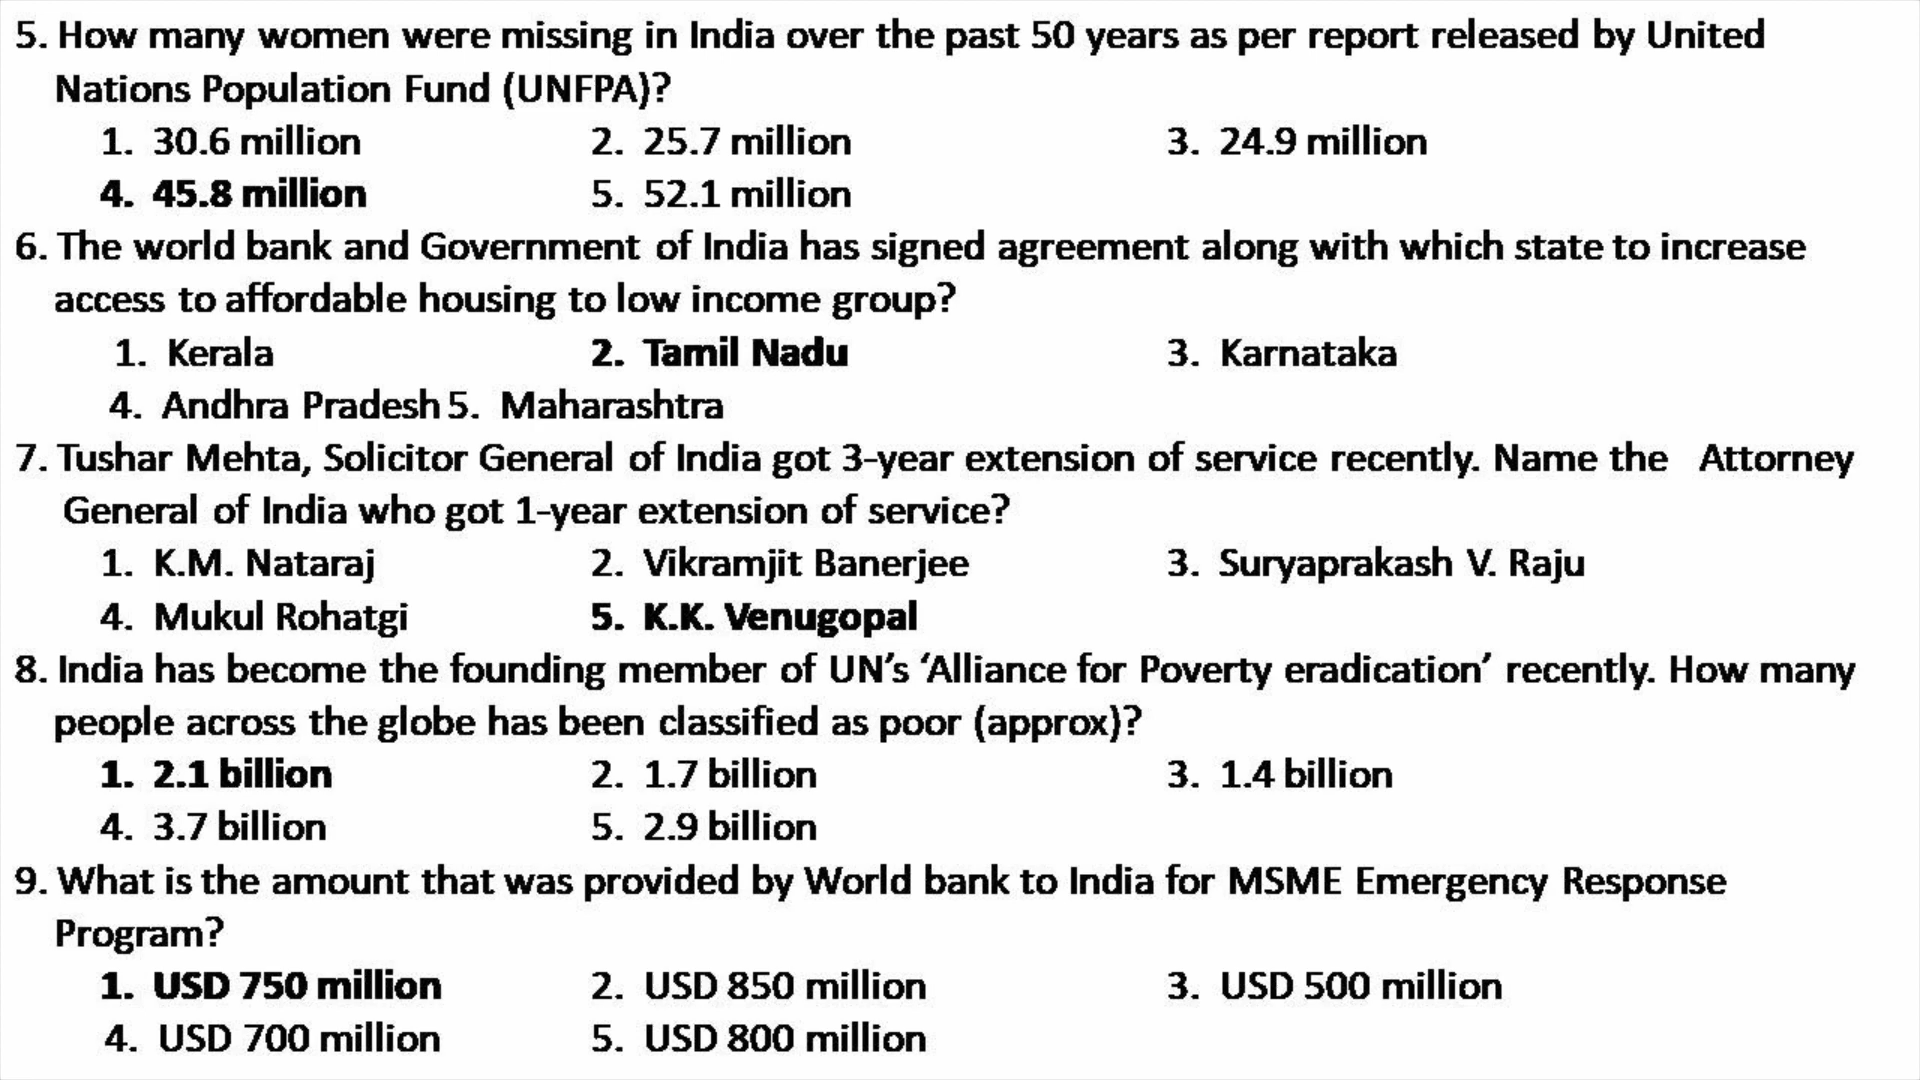 5. How many women were missing in India over the past 50 years as per report released by United
Nations Population Fund (UNFPA)?
1. 30.6 million 2. 25.7 million 3. 24.9 million
4. 45.8 million 5. 52.1 million
6. The world bank and Government of India has signed agreement along with which state to increase
access to affordable housing to low income group?
1. Kerala 2. Tamil Nadu 3. Karnataka
4. Andhra Pradesh 5. Maharashtra
7. Tushar Mehta, Solicitor General of India got 3-year extension of service recently. Name the Attorney
General of India who got 1-year extension of service?
1. K.M. Nataraj 2. Vikramjit Banerjee 3. Suryaprakash V. Raju
4. Mukul Rohatgi 5. K.K. Venugopal
8. India has become the founding member of UN's ‘Alliance for Poverty eradication’ recently. How many
people across the globe has been classified as poor (approx)?
1. 2.1 billion 2. 1.7 billion 3. 1.4 billion
4. 3.7 billion 5. 2.9 billion
9. What is the amount that was provided by World bank to India for MSME Emergency Response
Program?
1. USD 750 million 2. USD 850 million 3. USD 500 million
4. USD 700 million 5. USD 800 million